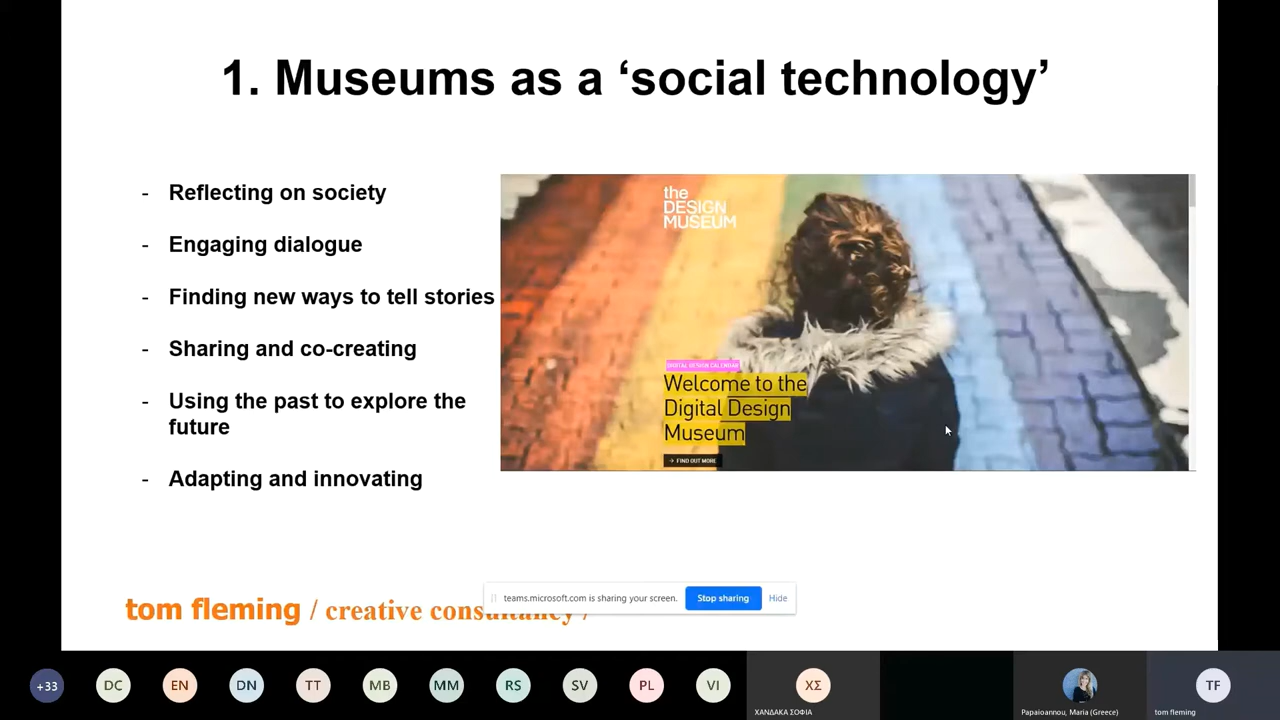 1. Museums as a ‘social technology’
- Reflecting on society
- Engaging dialogue
- Finding new ways to tell stories
- Sharing and co-creating
- Using the past to explore the
future
- Adapting and innovating
the
DESIGN
MUSEUM
DIGITAL DESIGN CALENDAR
Welcome to the
Digital Design
Museum
→ FIND OUT MORE
teams.microsoft.com is sharing your screen.
Stop sharing
Hide
tom fleming / creative consultancy /
+33
DC
EN
DN
TT
MB
MM
RS
SV
PL
VI
ΧΣ
TF
ΧΑΝΔΑΚΑ ΣΟΦΙΑ
Papaioannou, Maria (Greece)
tom fleming